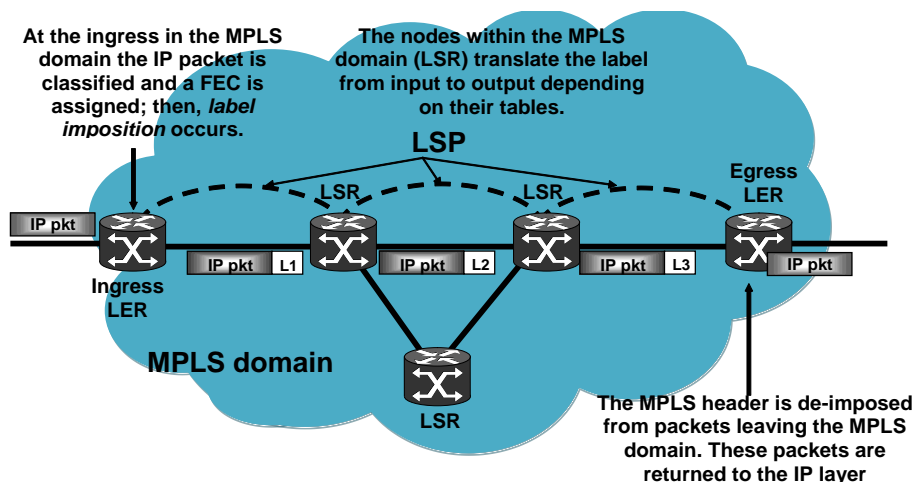 At the ingress in the MPLS
domain the IP packet is
classified and a FEC is
assigned; then, label
imposition occurs.
The nodes within the MPLS
domain (LSR) translate the label
from input to output depending
on their tables.
LSP
Egress
LER
LSR
LSR
IP pkt
IP pkt
L1
IP pkt
L2
IP pkt
L3
IP pkt
Ingress
LER
MPLS domain
LSR
The MPLS header is de-imposed
from packets leaving the MPLS
domain. These packets are
returned to the IP layer